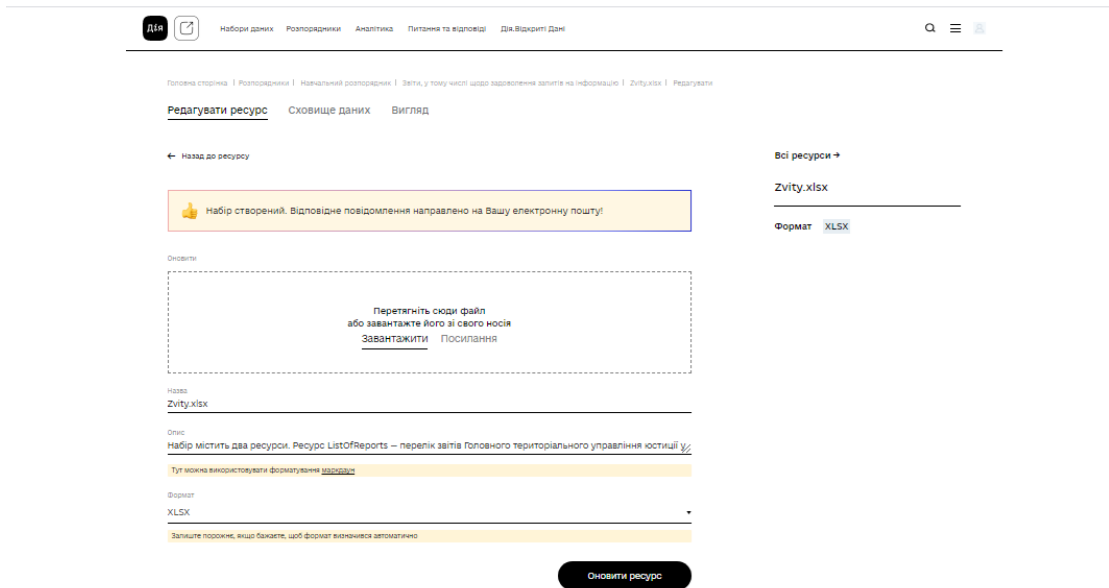 Дія Набори даних Розпорядники Аналітика Питання та відповіді Дія.Відкриті Дані
Головна сторінка | Розпорядники | Навчальний розпорядник | Звіти, у тому числі щодо задоволення запитів на інформацію | Zvity.xlsx | Редагувати
Редагувати ресурс Сховище даних Вигляд
← Назад до ресурсу
Всі ресурси →
Zvity.xlsx
Формат XLSX
Набір створений. Відповідне повідомлення направлено на Вашу електронну пошту!
Оновити
Перетягніть сюди файл
або завантажте його зі свого носія
Завантажити Посилання
Назва
Zvity.xlsx
Опис
Набір містить два ресурси. Ресурс ListOfReports — перелік звітів Головного територіального управління юстиції у
Тут можна використовувати форматування маркдаун
Формат
XLSX
Залиште порожнє, якщо бажаєте, щоб формат визначився автоматично
Оновити ресурс